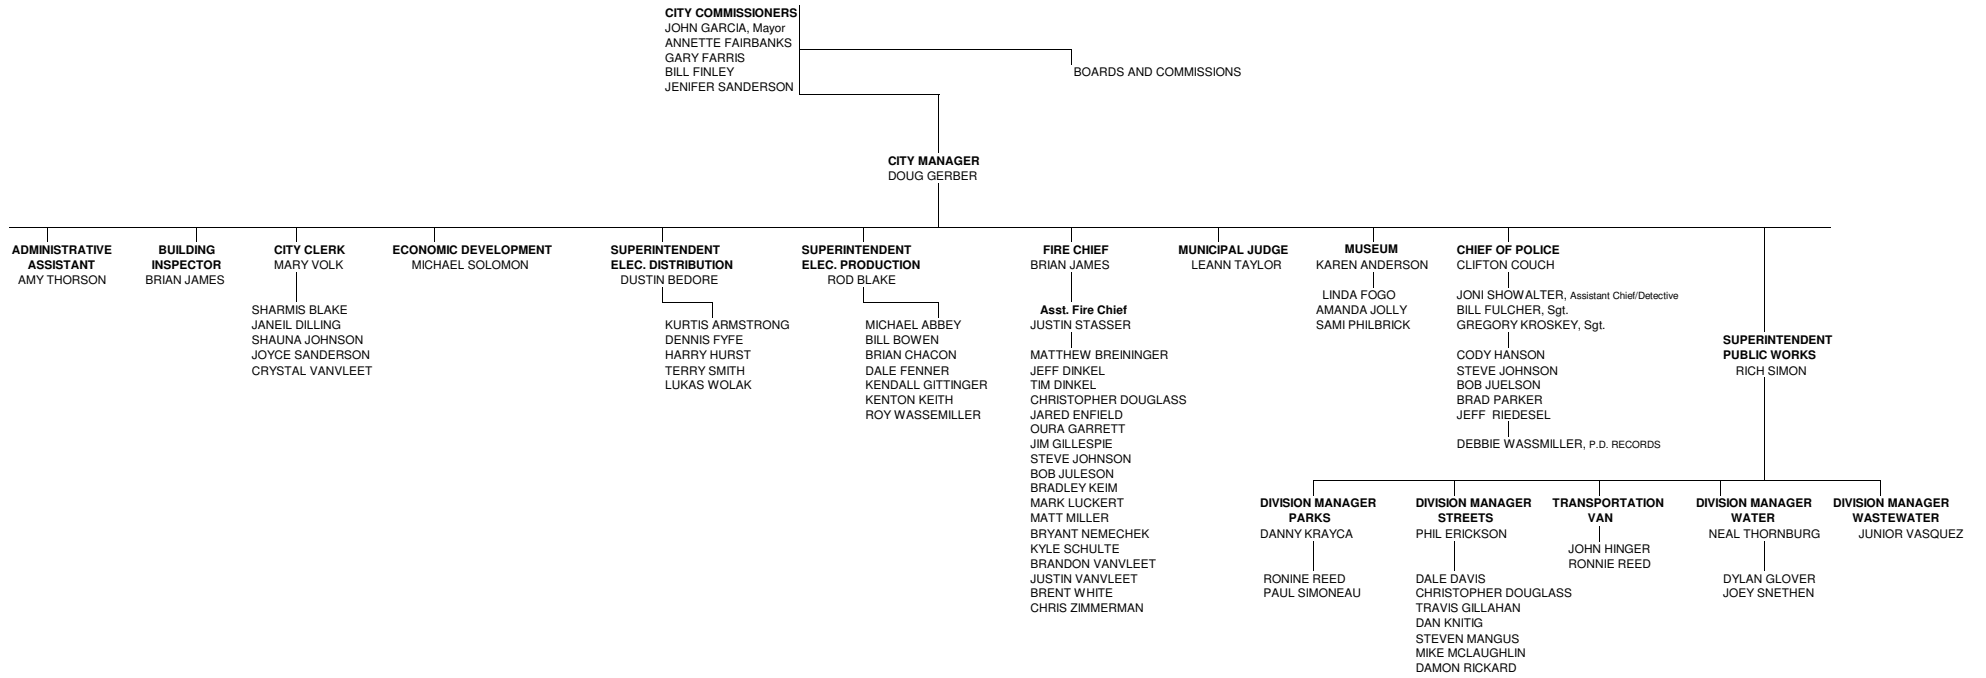 CITY COMMISSIONERS
JOHN GARCIA, Mayor
ANNETTE FAIRBANKS
GARY FARRIS
BILL FINLEY
JENIFER SANDERSON
BOARDS AND COMMISSIONS
CITY MANAGER
DOUG GERBER
ADMINISTRATIVE
ASSISTANT
AMY THORSON
BUILDING
INSPECTOR
BRIAN JAMES
CITY CLERK
MARY VOLK
SHARMIS BLAKE
JANEIL DILLING
SHAUNA JOHNSON
JOYCE SANDERSON
CRYSTAL VANVLEET
ECONOMIC DEVELOPMENT
MICHAEL SOLOMON
SUPERINTENDENT
ELEC. DISTRIBUTION
DUSTIN BEDORE
KURTIS ARMSTRONG
DENNIS FYFE
HARRY HURST
TERRY SMITH
LUKAS WOLAK
SUPERINTENDENT
ELEC. PRODUCTION
ROD BLAKE
MICHAEL ABBEY
BILL BOWEN
BRIAN CHACON
DALE FENNER
KENDALL GITTINGER
KENTON KEITH
ROY WASSEMILLER
FIRE CHIEF
BRIAN JAMES
Asst. Fire Chief
JUSTIN STASSER
MATTHEW BREININGER
JEFF DINKEL
TIM DINKEL
CHRISTOPHER DOUGLASS
JARED ENFIELD
OURA GARRETT
JIM GILLESPIE
STEVE JOHNSON
BOB JULESON
BRADLEY KEIM
MARK LUCKERT
MATT MILLER
BRYANT NEMECHEK
KYLE SCHULTE
BRANDON VANVLEET
JUSTIN VANVLEET
BRENT WHITE
CHRIS ZIMMERMAN
MUNICIPAL JUDGE
LEANN TAYLOR
MUSEUM
KAREN ANDERSON
LINDA FOGO
AMANDA JOLLY
SAMI PHILBRICK
CHIEF OF POLICE
CLIFTON COUCH
JONI SHOWALTER, Assistant Chief/Detective
BILL FULCHER, Sgt.
GREGORY KROSKEY, Sgt.
CODY HANSON
STEVE JOHNSON
BOB JUELSON
BRAD PARKER
JEFF RIEDESEL
DEBBIE WASSMILLER, P.D. RECORDS
SUPERINTENDENT
PUBLIC WORKS
RICH SIMON
DIVISION MANAGER
PARKS
DANNY KRAYCA
RONINE REED
PAUL SIMONEAU
DIVISION MANAGER
STREETS
PHIL ERICKSON
DALE DAVIS
CHRISTOPHER DOUGLASS
TRAVIS GILLAHAN
DAN KNITIG
STEVEN MANGUS
MIKE MCLAUGHLIN
DAMON RICKARD
TRANSPORTATION
VAN
JOHN HINGER
RONNIE REED
DIVISION MANAGER
WATER
NEAL THORNBURG
DYLAN GLOVER
JOEY SNETHEN
DIVISION MANAGER
WASTEWATER
JUNIOR VASQUEZ